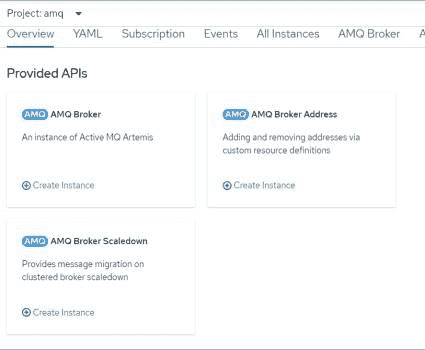 Project: amq
Overview YAML Subscription Events All Instances AMQ Broker A
Provided APIs
AMQ AMQ Broker
An instance of Active MQ Artemis
Create Instance
AMQ AMQ Broker Address
Adding and removing addresses via
custom resource definitions
Create Instance
AMQ AMQ Broker Scaledown
Provides message migration on
clustered broker scaledown
Create Instance